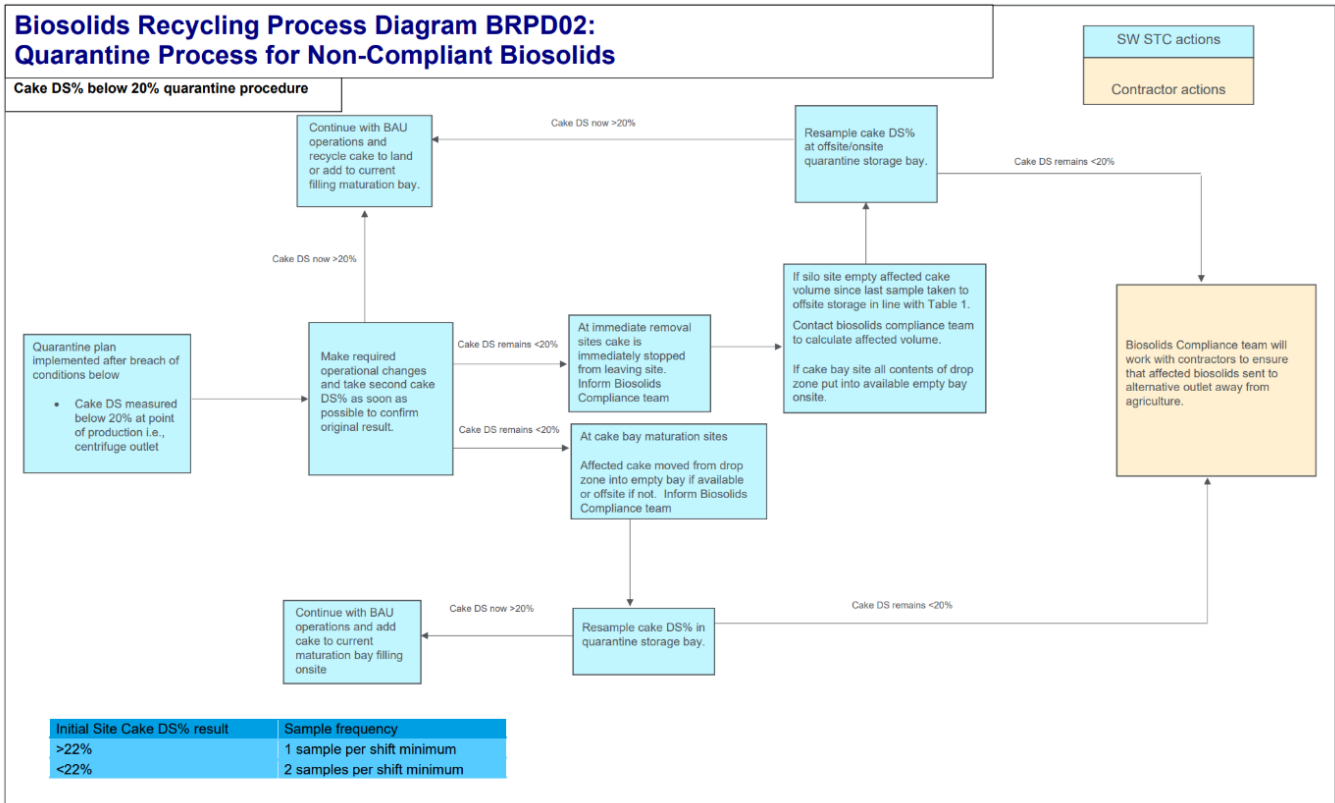 Biosolids Recycling Process Diagram BRPD02:
Quarantine Process for Non-Compliant Biosolids
Cake DS% below 20% quarantine procedure
SW STC actions
Contractor actions
Continue with BAU
operations and
recycle cake to land
or add to current
filling maturation bay.
Cake DS now >20%
Resample cake DS%
at offsite/onsite
quarantine storage bay.
Cake DS remains <20%
Cake DS now >20%
Quarantine plan
implemented after breach of
conditions below
• Cake DS measured
below 20% at point
of production i.e.,
centrifuge outlet
Make required
operational changes
and take second cake
DS% as soon as
possible to confirm
original result.
Cake DS remains <20%
At immediate removal
sites cake is
immediately stopped
from leaving site.
Inform Biosolids
Compliance team
If silo site empty affected cake
volume since last sample taken to
offsite storage in line with Table 1.
Contact biosolids compliance team
to calculate affected volume.
If cake bay site all contents of drop
zone put into available empty bay
onsite.
Biosolids Compliance team will
work with contractors to ensure
that affected biosolids sent to
alternative outlet away from
agriculture.
Cake DS remains <20%
At cake bay maturation sites
Affected cake moved from drop
zone into empty bay if available
or offsite if not. Inform Biosolids
Compliance team
Continue with BAU
operations and add
cake to current
maturation bay filling
onsite
Cake DS now >20%
Resample cake DS% in
quarantine storage bay.
Cake DS remains <20%
Initial Site Cake DS% result Sample frequency
>22% 1 sample per shift minimum
<22% 2 samples per shift minimum